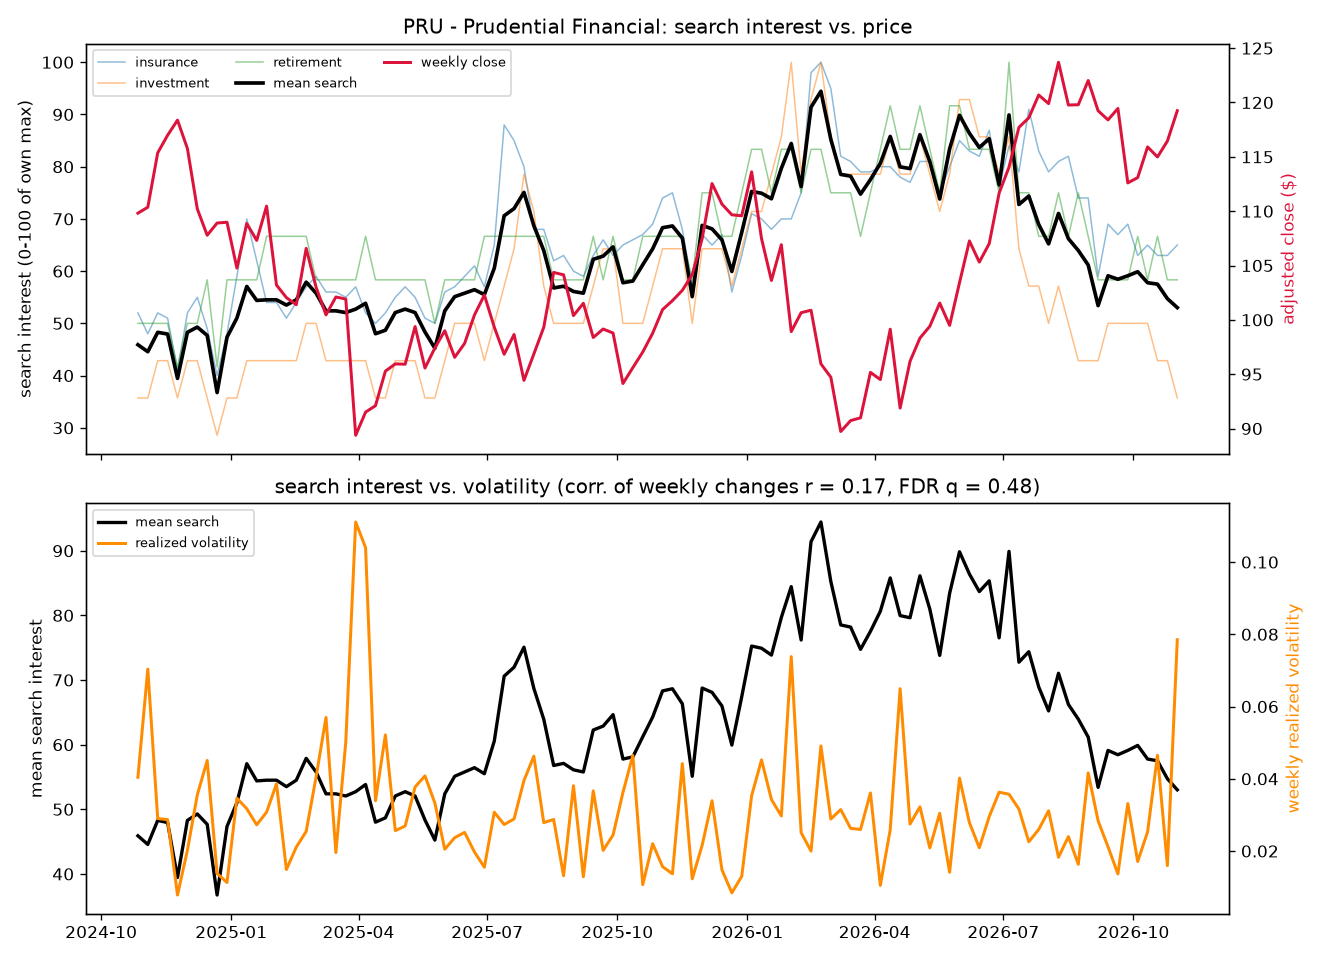 PRU - Prudential Financial: search interest vs. price
insurance
investment
retirement
mean search
weekly close
search interest (0-100 of own max)
100
90
80
70
60
50
40
30
adjusted close ($)
125
120
115
110
105
100
95
90
search interest vs. volatility (corr. of weekly changes r = 0.17, FDR q = 0.48)
mean search
realized volatility
mean search interest
90
80
70
60
50
40
weekly realized volatility
0.10
0.08
0.06
0.04
0.02
2024-10
2025-01
2025-04
2025-07
2025-10
2026-01
2026-04
2026-07
2026-10